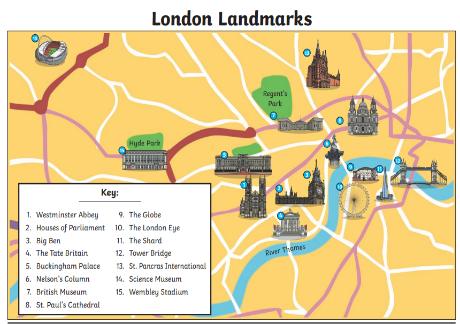 London Landmarks
Regent's
Park
Hyde Park
River Thames
Key:
1. Westminster Abbey
2. Houses of Parliament
3. Big Ben
4. The Tate Britain
5. Buckingham Palace
6. Nelson's Column
7. British Museum
8. St. Paul's Cathedral
9. The Globe
10. The London Eye
11. The Shard
12. Tower Bridge
13. St. Pancras International
14. Science Museum
15. Wembley Stadium